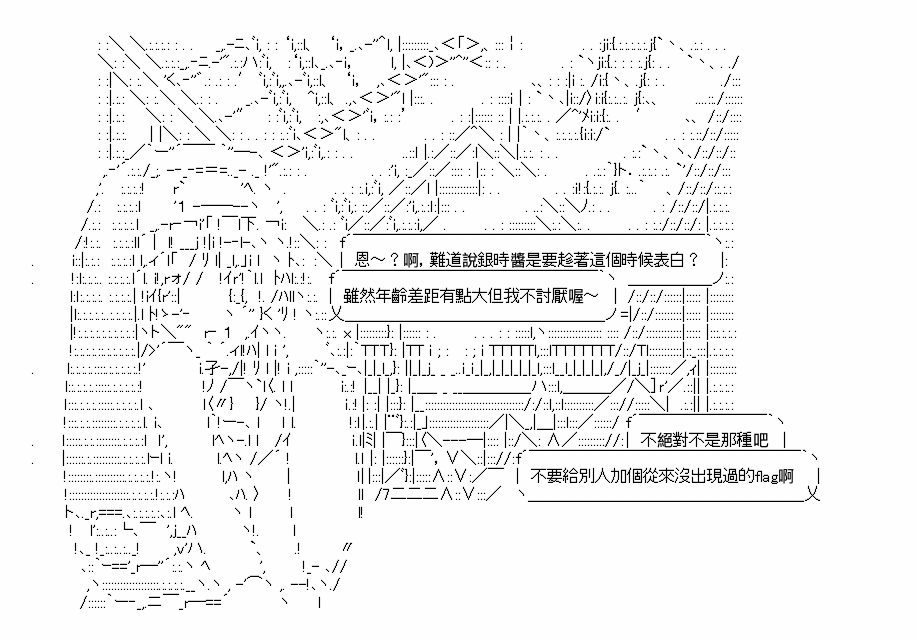 恩～？啊，難道說銀時醬是要趁著這個時候表白？
雖然年齡差距有點大但我不討厭喔～
不絕對不是那種吧
不要給別人加個從來沒出現過的flag啊